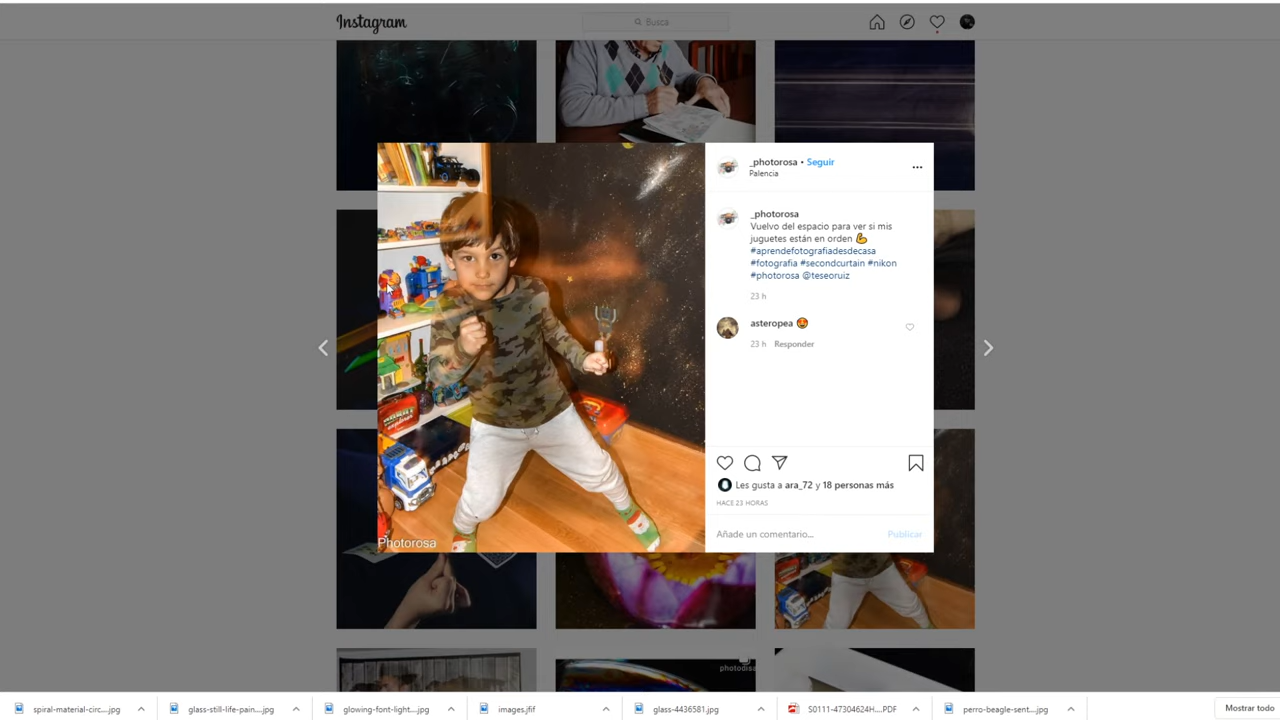 Instagram
Busca
_photorosa • Seguir
Palencia
_photorosa
Vuelvo del espacio para ver si mis
juguetes están en orden 💪
#aprendefotografiadesdecasa
#fotografia #secondcurtain #nikon
#photorosa @teseoruiz
23 h
asteropea 😍
23 h Responder
Les gusta a ara_72 y 18 personas más
HACE 23 HORAS
Añade un comentario... Publicar
Photorosa
spiral-material-circ....jpg
glass-still-life-pain....jpg
glowing-font-light....jpg
images.jfif
glass-4436581.jpg
S0111-47304624H....PDF
perro-beagle-sent....jpg
Mostrar todo